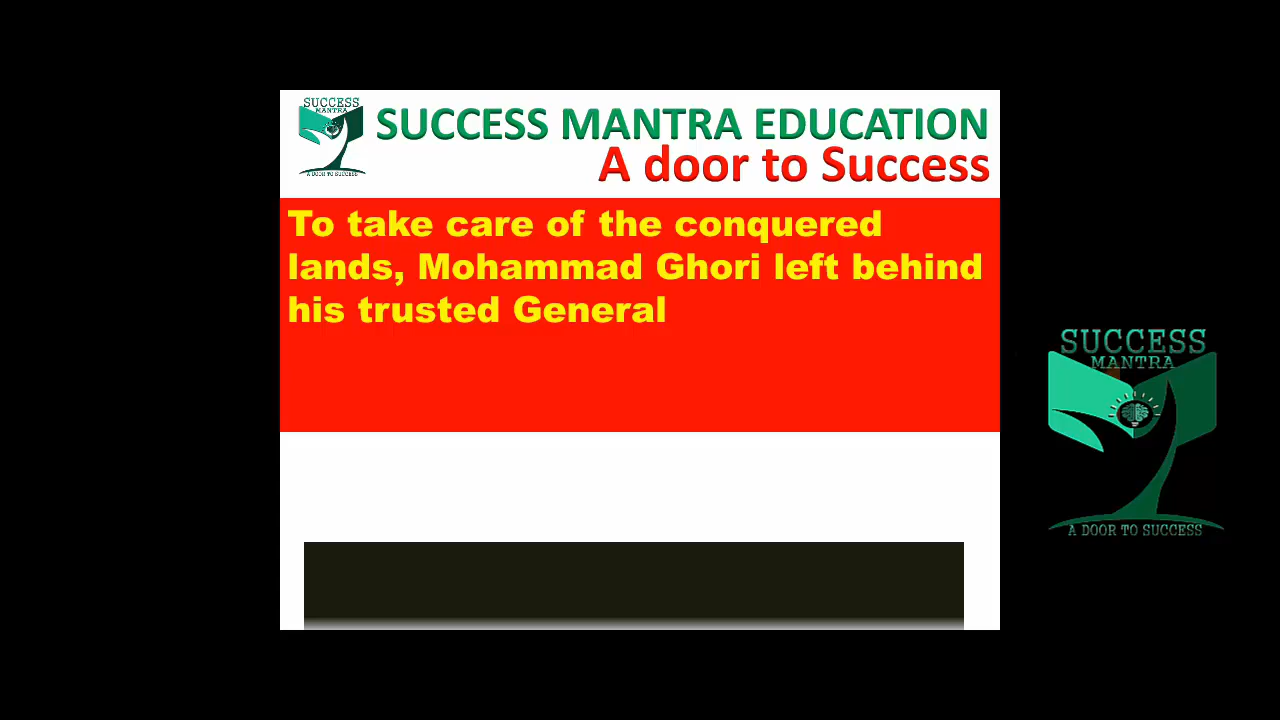 SUCCESS
MANTRA
A DOOR TO SUCCESS
SUCCESS MANTRA EDUCATION
A door to Success
To take care of the conquered
lands, Mohammad Ghori left behind
his trusted General
SUCCESS
MANTRA
A DOOR TO SUCCESS